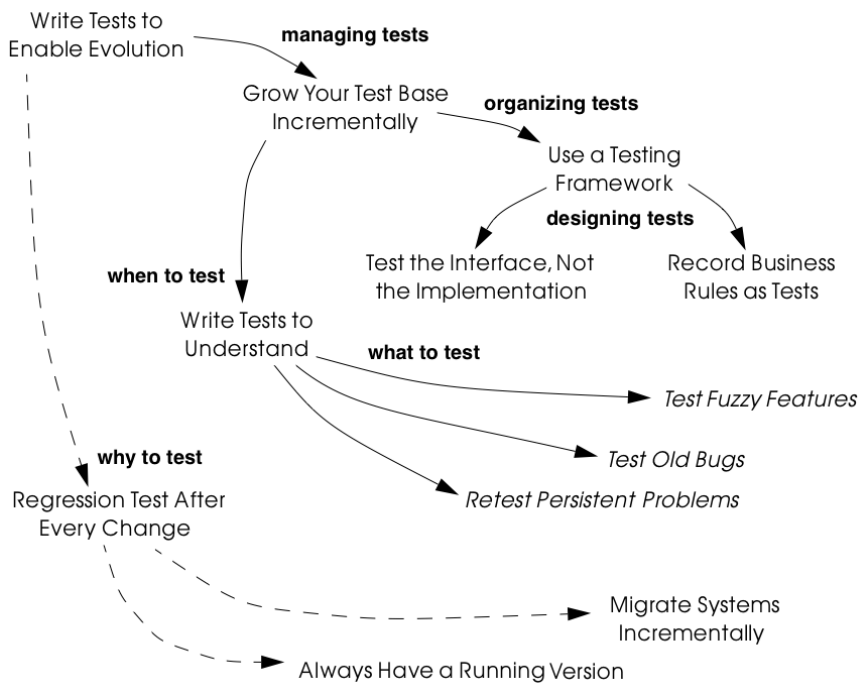 Write Tests to
Enable Evolution
managing tests
Grow Your Test Base
Incrementally
organizing tests
Use a Testing
Framework
designing tests
Test the Interface, Not
the Implementation
Record Business
Rules as Tests
when to test
Write Tests to
Understand
what to test
Test Fuzzy Features
Test Old Bugs
Retest Persistent Problems
why to test
Regression Test After
Every Change
Migrate Systems
Incrementally
Always Have a Running Version